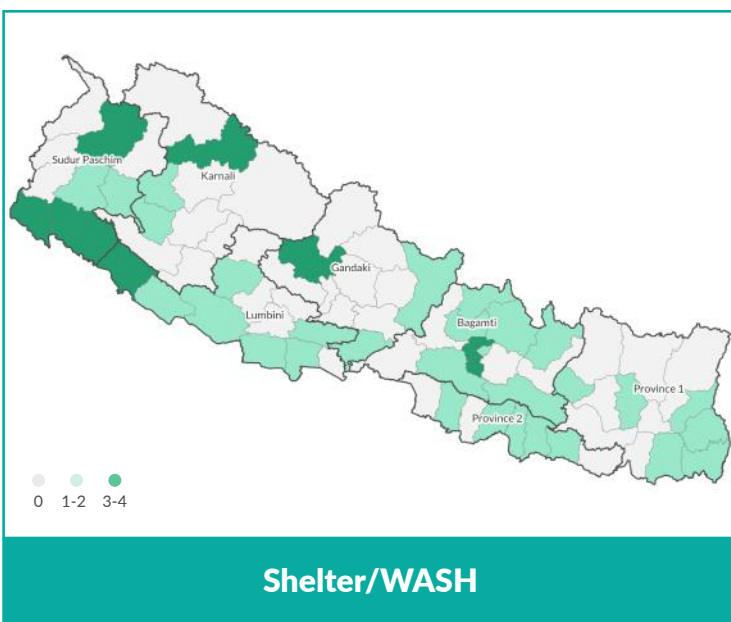 Sudur Paschim
Karnali
Gandaki
Lumbini
Bagamti
Province 1
Province 2
0 1-2 3-4
Shelter/WASH